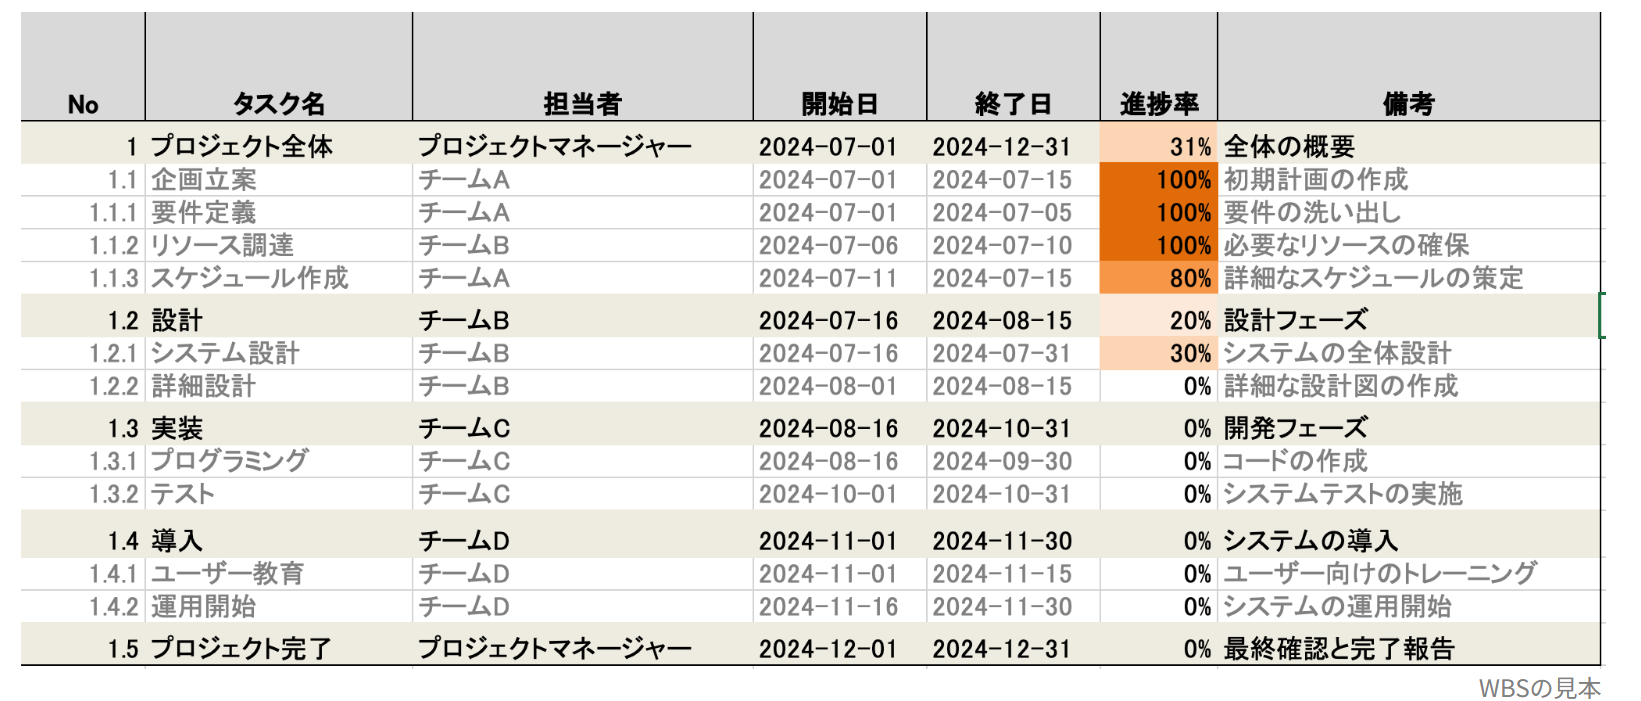 No タスク名 担当者 開始日 終了日 進捗率 備考
1 プロジェクト全体 プロジェクトマネージャー 2024-07-01 2024-12-31 31% 全体の概要
1.1 企画立案 チームA 2024-07-01 2024-07-15 100% 初期計画の作成
1.1.1 要件定義 チームA 2024-07-01 2024-07-05 100% 要件の洗い出し
1.1.2 リソース調達 チームB 2024-07-06 2024-07-10 100% 必要なリソースの確保
1.1.3 スケジュール作成 チームA 2024-07-11 2024-07-15 80% 詳細なスケジュールの策定
1.2 設計 チームB 2024-07-16 2024-08-15 20% 設計フェーズ
1.2.1 システム設計 チームB 2024-07-16 2024-07-31 30% システムの全体設計
1.2.2 詳細設計 チームB 2024-08-01 2024-08-15 0% 詳細な設計図の作成
1.3 実装 チームC 2024-08-16 2024-10-31 0% 開発フェーズ
1.3.1 プログラミング チームC 2024-08-16 2024-09-30 0% コードの作成
1.3.2 テスト チームC 2024-10-01 2024-10-31 0% システムテストの実施
1.4 導入 チームD 2024-11-01 2024-11-30 0% システムの導入
1.4.1 ユーザー教育 チームD 2024-11-01 2024-11-15 0% ユーザー向けのトレーニング
1.4.2 運用開始 チームD 2024-11-16 2024-11-30 0% システムの運用開始
1.5 プロジェクト完了 プロジェクトマネージャー 2024-12-01 2024-12-31 0% 最終確認と完了報告
WBSの見本